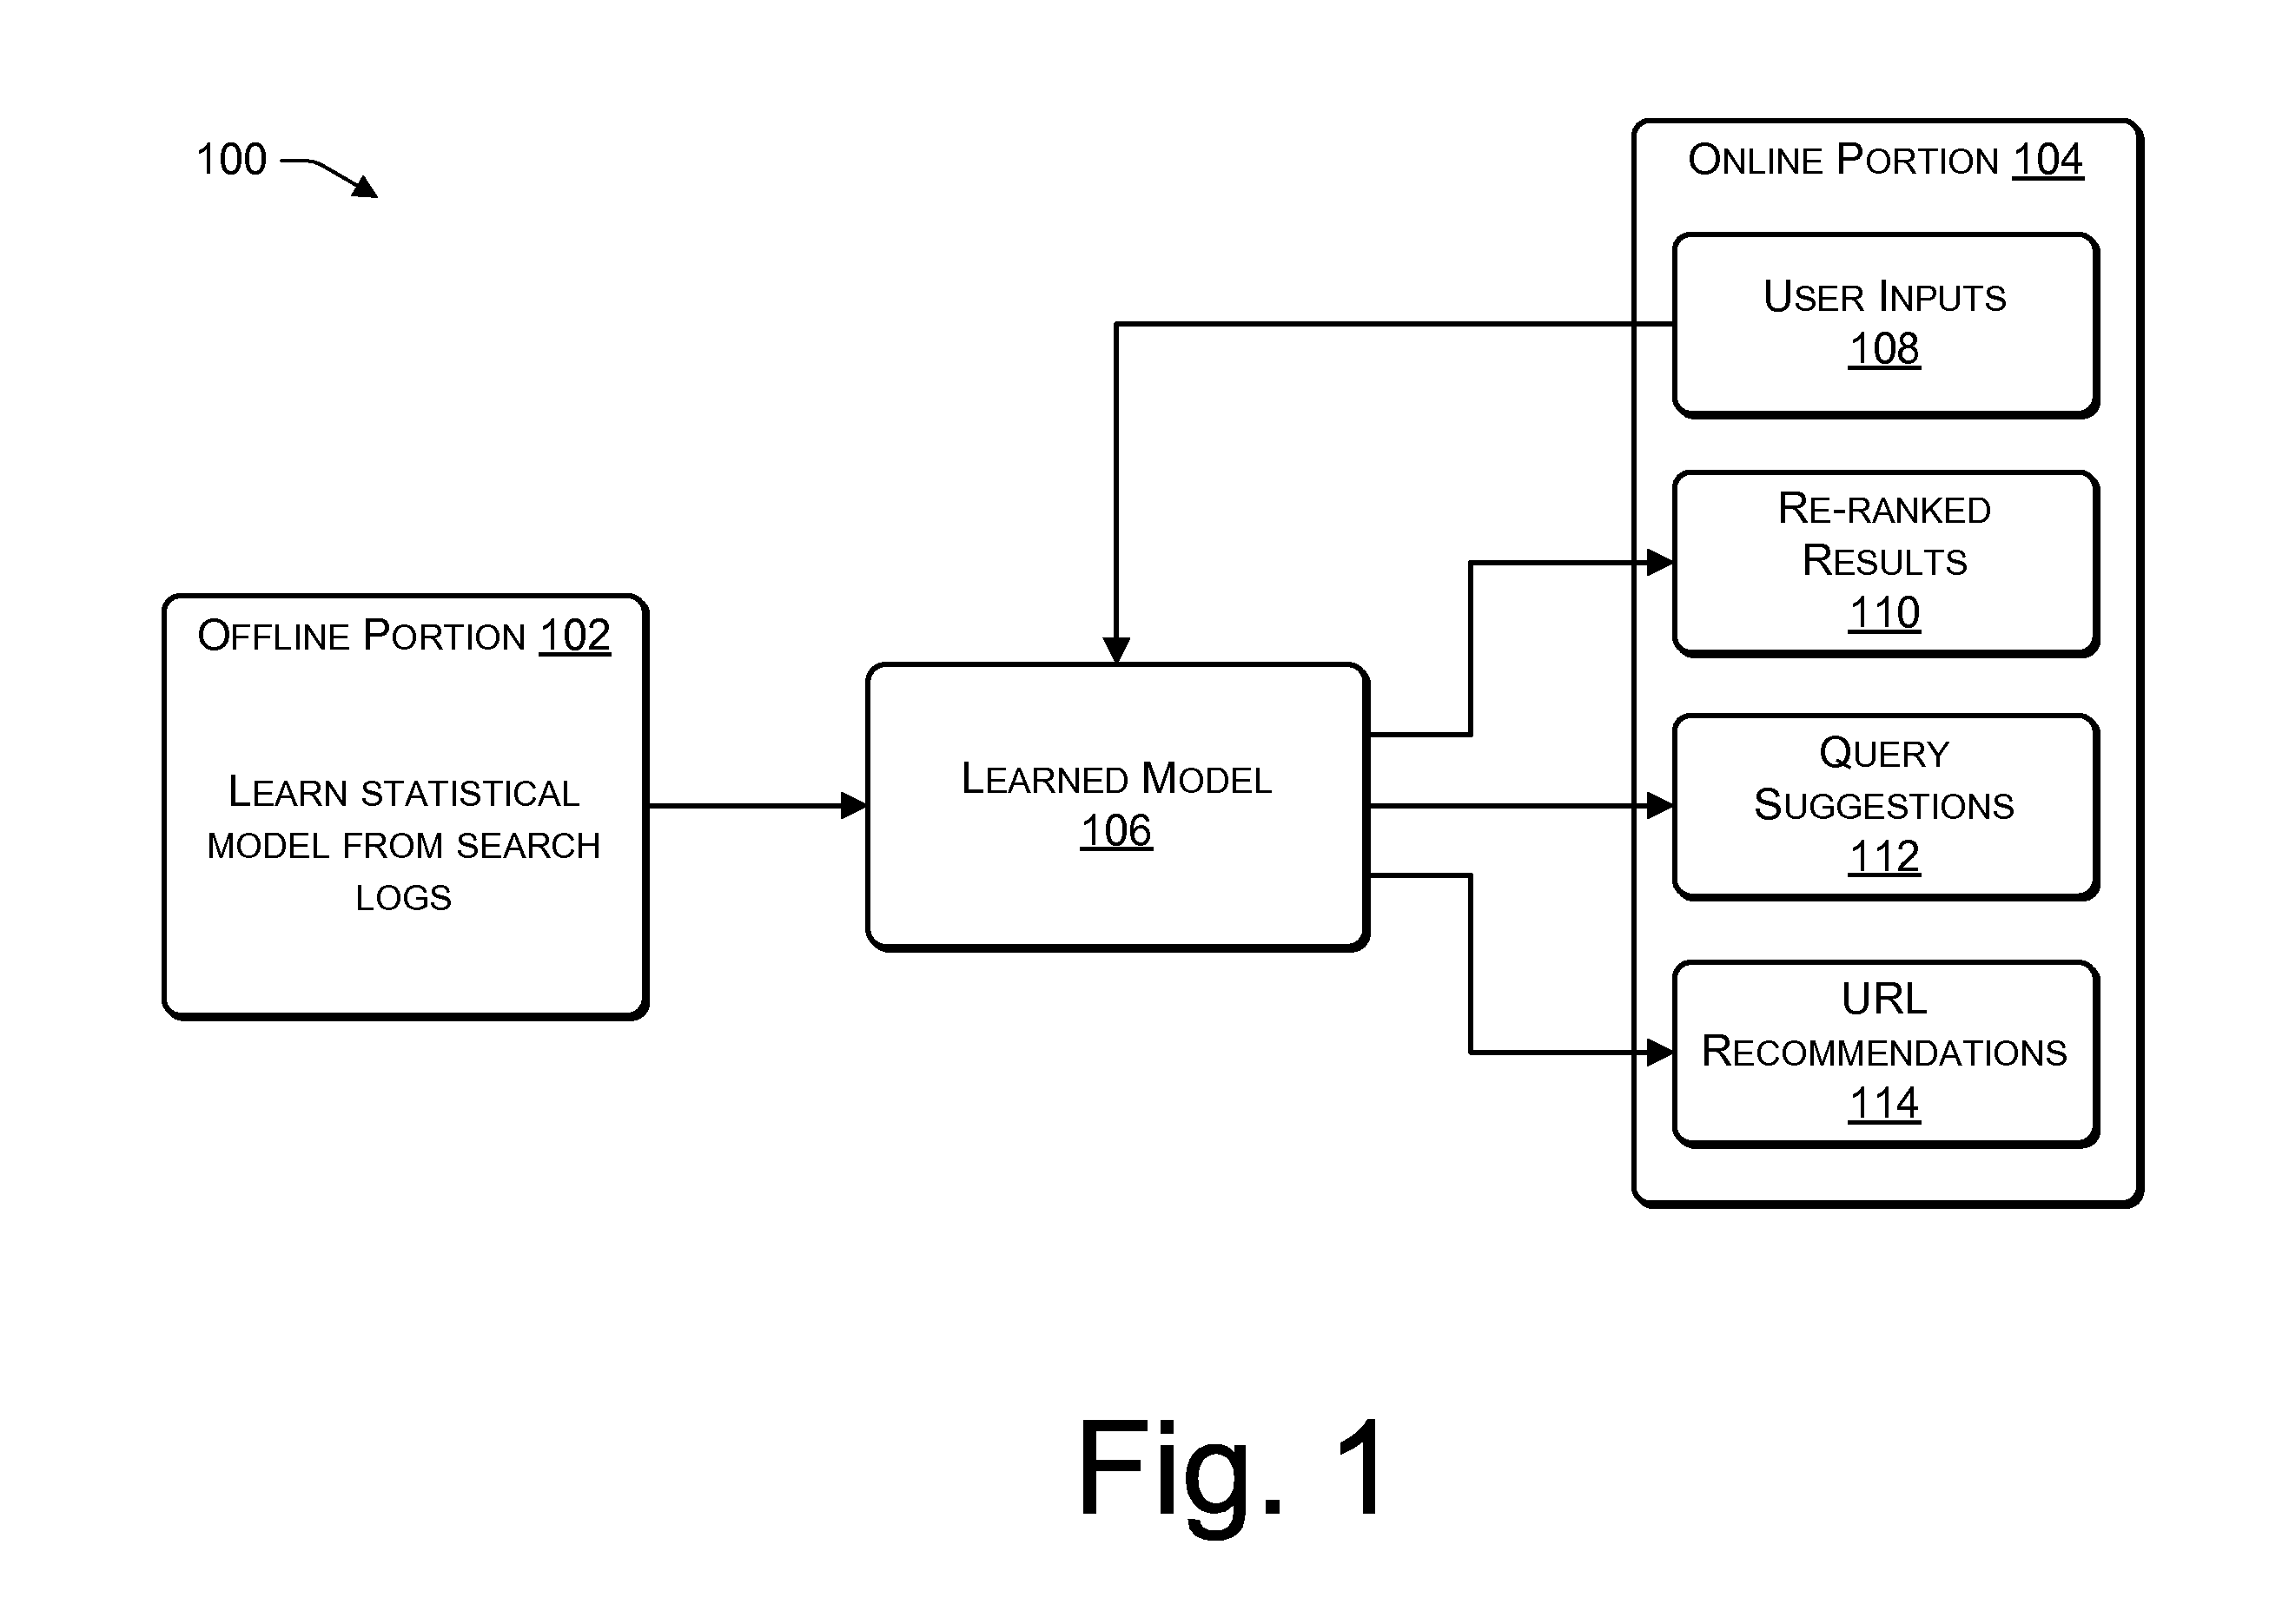 100
Online Portion 104
User Inputs
108
Re-ranked
Results
110
Offline Portion 102
Learn statistical
model from search
logs
Learned Model
106
Query
Suggestions
112
URL
Recommendations
114
Fig. 1